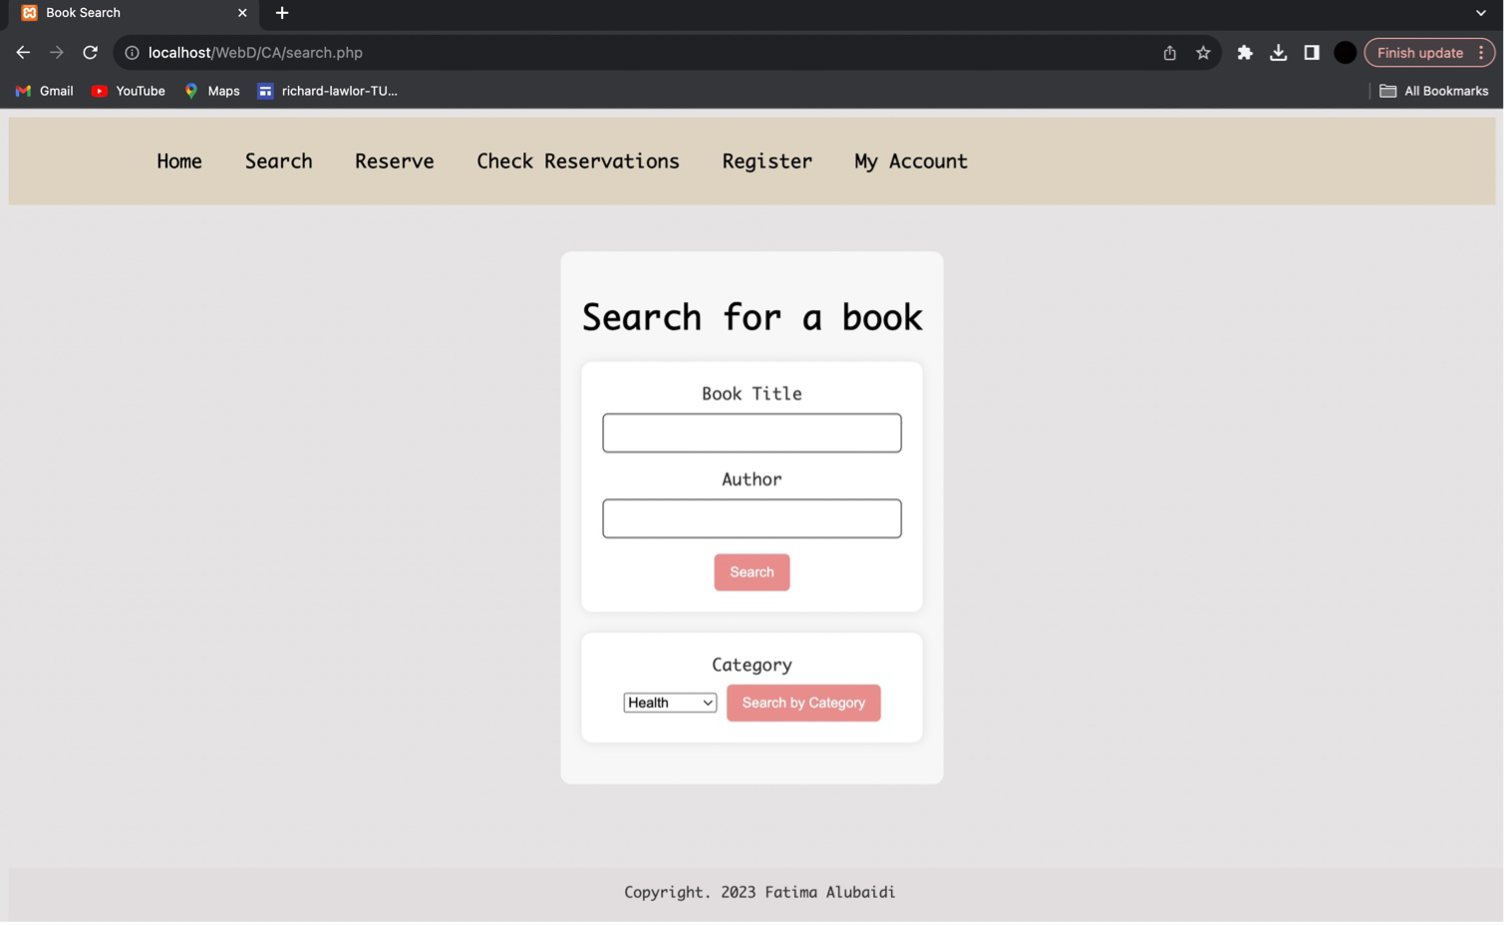 Book Search
localhost/WebD/CA/search.php
Finish update
Gmail YouTube Maps richard-lawlor-TU... All Bookmarks
Home Search Reserve Check Reservations Register My Account
Search for a book
Book Title
Author
Search
Category
Health Search by Category
Copyright. 2023 Fatima Alubaidi